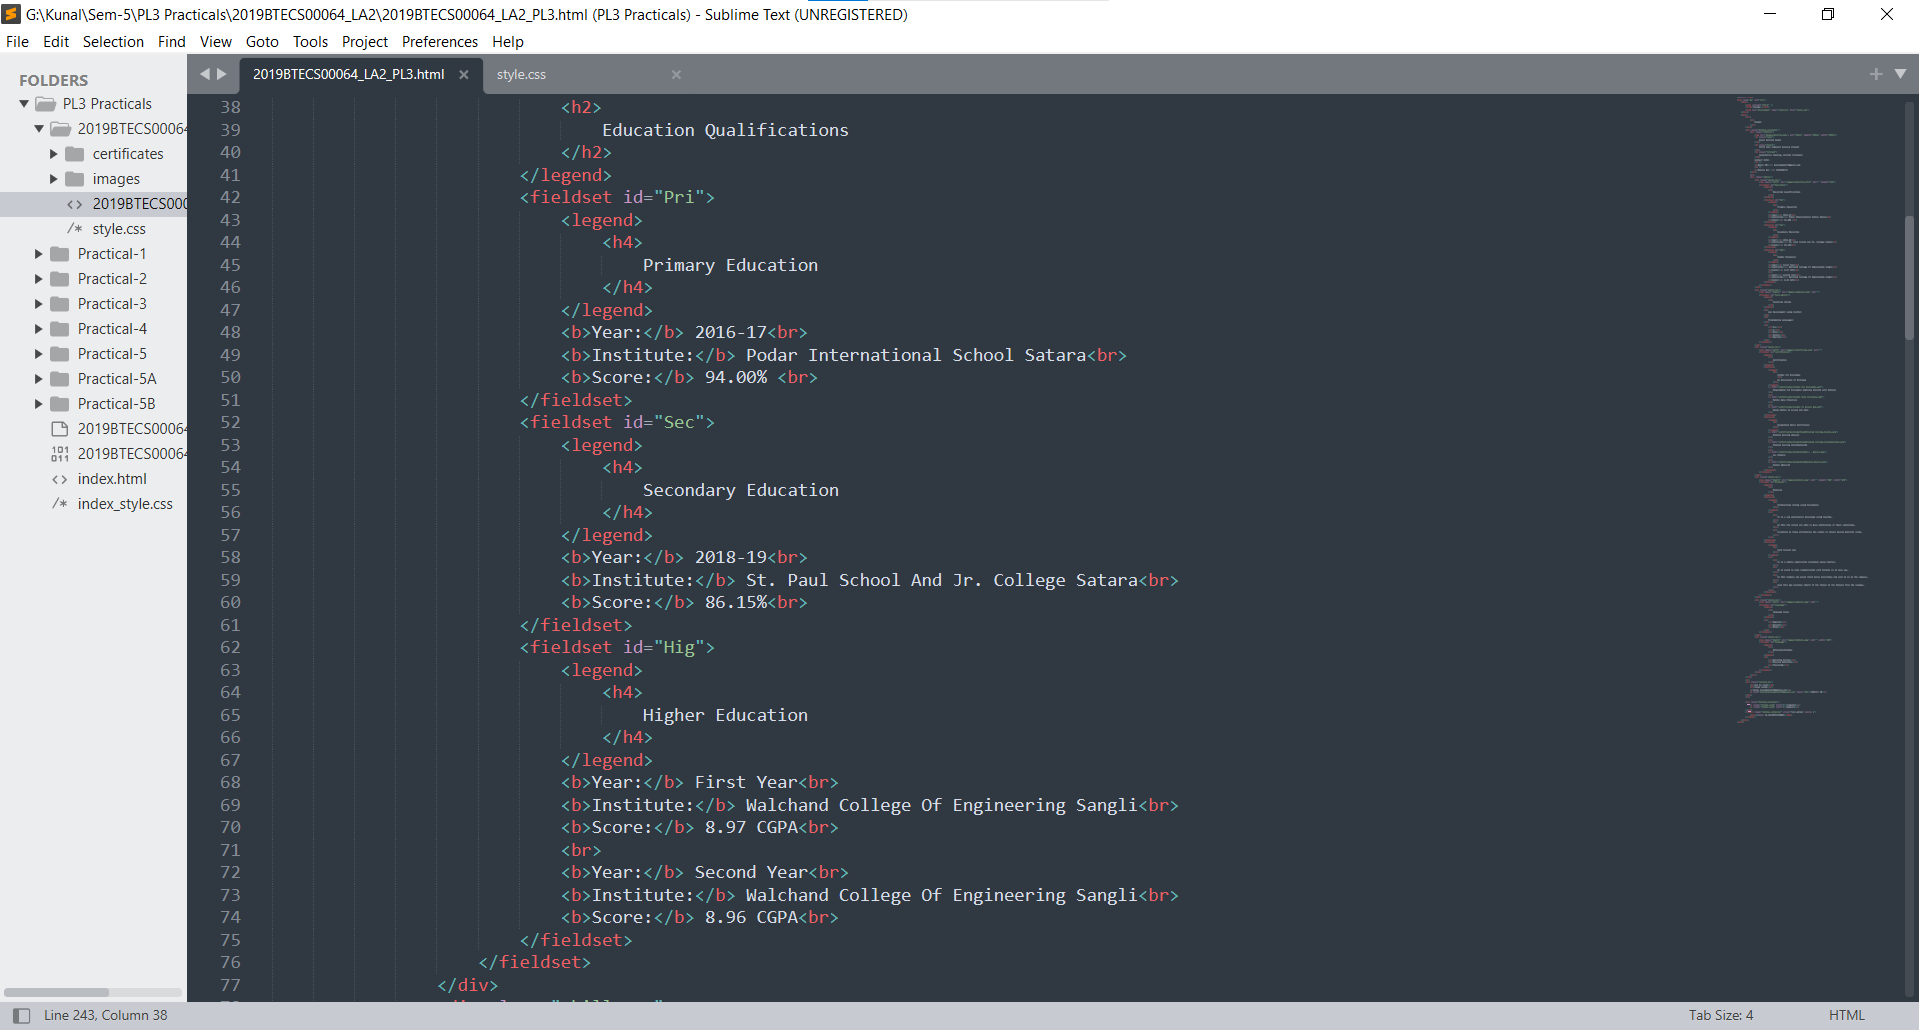 G:\Kunal\Sem-5\PL3 Practicals\2019BTECS00064_LA2\2019BTECS00064_LA2_PL3.html (PL3 Practicals) - Sublime Text (UNREGISTERED)
File Edit Selection Find View Goto Tools Project Preferences Help
FOLDERS
PL3 Practicals
2019BTECS00064
certificates
images
<> 2019BTECS000
/* style.css
Practical-1
Practical-2
Practical-3
Practical-4
Practical-5
Practical-5A
Practical-5B
2019BTECS00064
2019BTECS00064
<> index.html
/* index_style.css
2019BTECS00064_LA2_PL3.html × style.css ×
38 <h2>
39 Education Qualifications
40 </h2>
41 </legend>
42 <fieldset id="Pri">
43 <legend>
44 <h4>
45 Primary Education
46 </h4>
47 </legend>
48 <b>Year:</b> 2016-17<br>
49 <b>Institute:</b> Podar International School Satara<br>
50 <b>Score:</b> 94.00% <br>
51 </fieldset>
52 <fieldset id="Sec">
53 <legend>
54 <h4>
55 Secondary Education
56 </h4>
57 </legend>
58 <b>Year:</b> 2018-19<br>
59 <b>Institute:</b> St. Paul School And Jr. College Satara<br>
60 <b>Score:</b> 86.15%<br>
61 </fieldset>
62 <fieldset id="Hig">
63 <legend>
64 <h4>
65 Higher Education
66 </h4>
67 </legend>
68 <b>Year:</b> First Year<br>
69 <b>Institute:</b> Walchand College Of Engineering Sangli<br>
70 <b>Score:</b> 8.97 CGPA<br>
71 <br>
72 <b>Year:</b> Second Year<br>
73 <b>Institute:</b> Walchand College Of Engineering Sangli<br>
74 <b>Score:</b> 8.96 CGPA<br>
75 </fieldset>
76 </fieldset>
77 </div>
Line 243, Column 38 Tab Size: 4 HTML